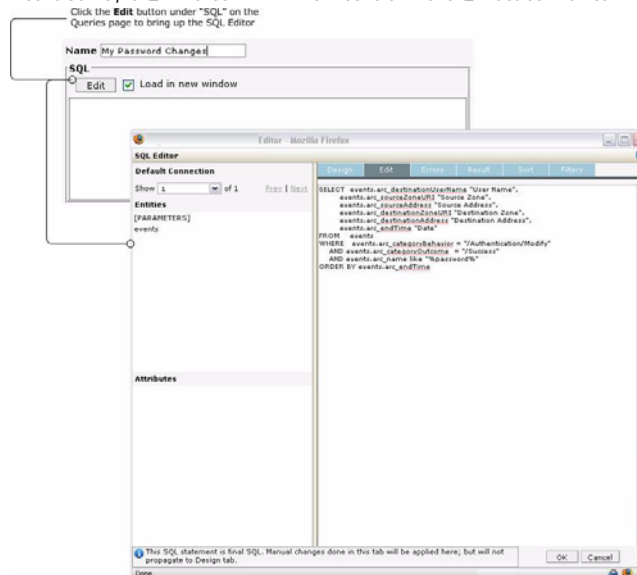 Click the Edit button under "SQL" on the
Queries page to bring up the SQL Editor
Name My Password Changes
SQL
Edit Load in new window
Editor - Mozilla Firefox
SQL Editor
Default Connection
Design Edit Errors Result Sort Filters
Show 1 of 1 Prev | Next
Entities
[PARAMETERS]
events
SELECT events.arc_destinationUserName "User Name",
events.arc_sourceZoneURI "Source Zone",
events.arc_sourceAddress "Source Address",
events.arc_destinationZoneURI "Destination Zone",
events.arc_destinationAddress "Destination Address",
events.arc_endTime "Date"
FROM events
WHERE events.arc_categoryBehavior = "/Authentication/Modify"
AND events.arc_categoryOutcome = "/Success"
AND events.arc_name like "%password%"
ORDER BY events.arc_endTime
Attributes
This SQL statement is final SQL. Manual changes done in this tab will be applied here; but will not
propagate to Design tab.
OK Cancel
Done